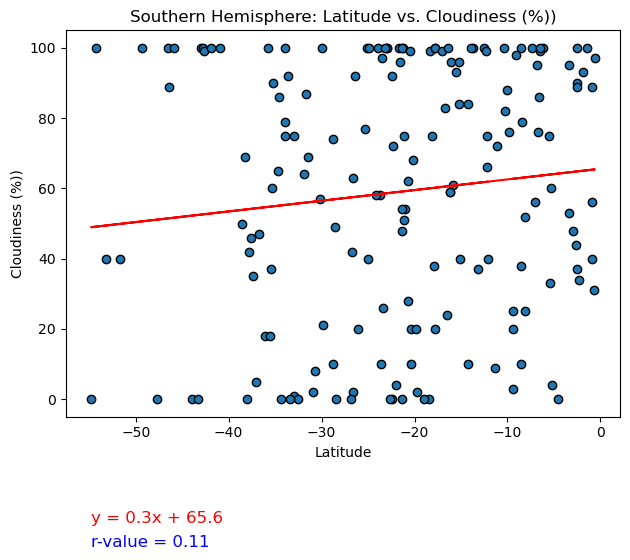 Southern Hemisphere: Latitude vs. Cloudiness (%))
Cloudiness (%))
100
80
60
40
20
0
−50
−40
−30
−20
−10
0
Latitude
y = 0.3x + 65.6
r-value = 0.11